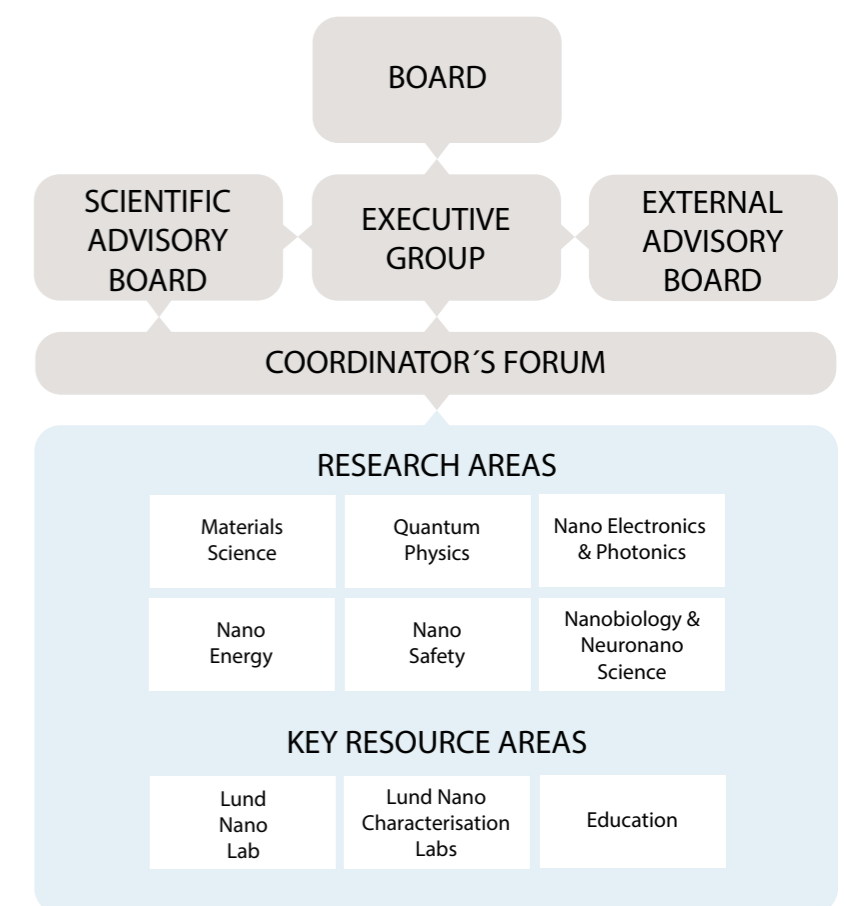 BOARD
SCIENTIFIC
ADVISORY
BOARD
EXECUTIVE
GROUP
EXTERNAL
ADVISORY
BOARD
COORDINATOR´S FORUM
RESEARCH AREAS
Materials
Science
Quantum
Physics
Nano Electronics
& Photonics
Nano
Energy
Nano
Safety
Nanobiology &
Neuronano
Science
KEY RESOURCE AREAS
Lund
Nano
Lab
Lund Nano
Characterisation
Labs
Education